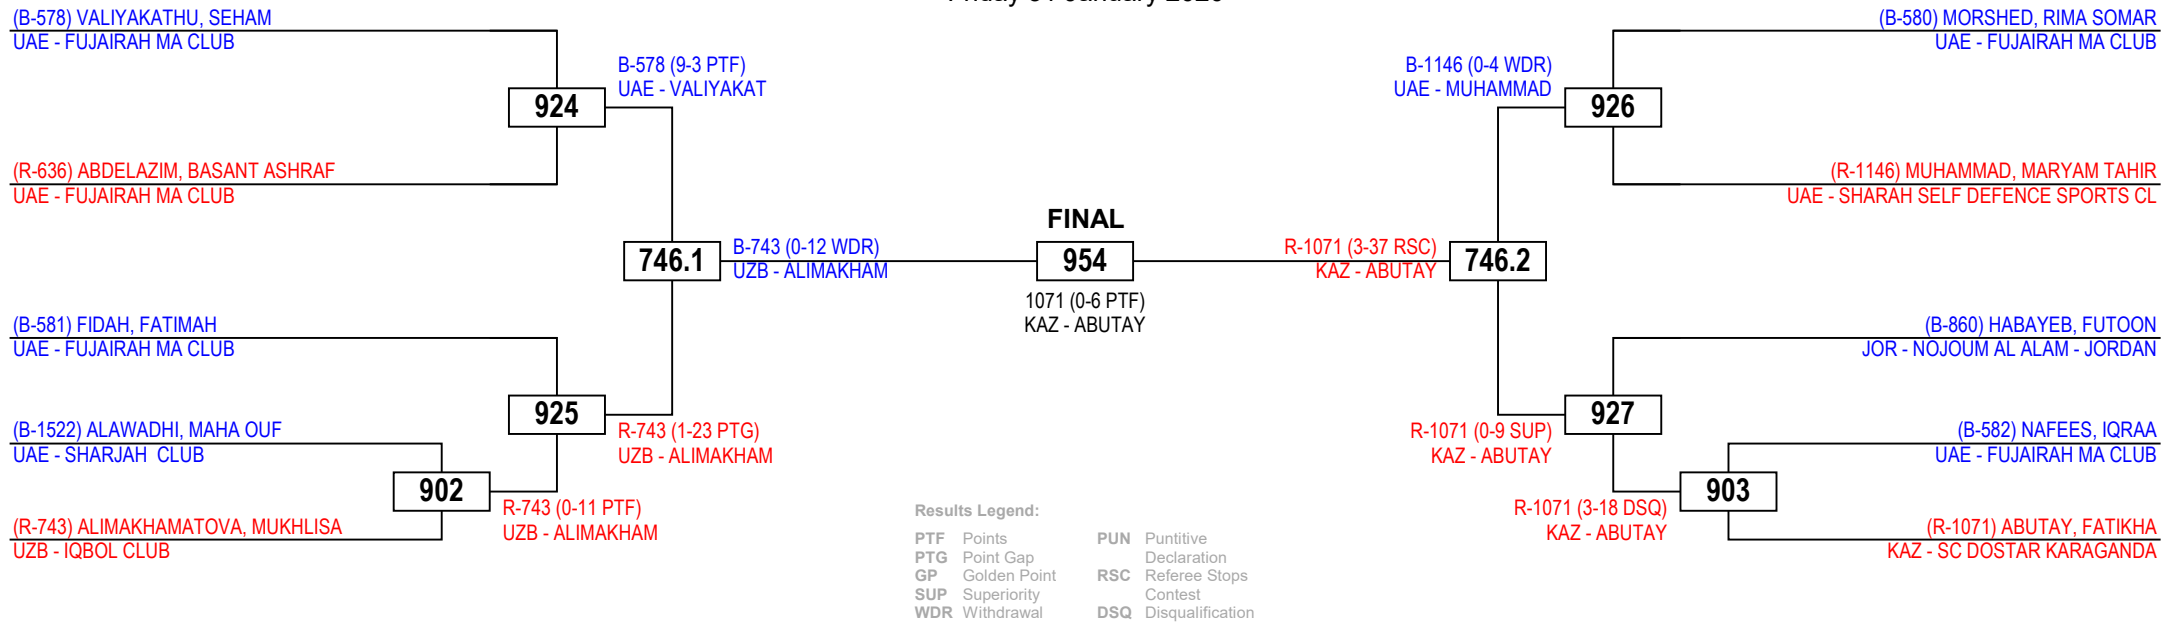 (B-578) VALIYAKATHU, SEHAM
UAE - FUJAIRAH MA CLUB
924
B-578 (9-3 PTF)
UAE - VALIYAKAT
(R-636) ABDELAZIM, BASANT ASHRAF
UAE - FUJAIRAH MA CLUB
746.1
B-743 (0-12 WDR)
UZB - ALIMAKHAM
(B-581) FIDAH, FATIMAH
UAE - FUJAIRAH MA CLUB
925
R-743 (1-23 PTG)
UZB - ALIMAKHAM
(B-1522) ALAWADHI, MAHA OUF
UAE - SHARJAH  CLUB
902
R-743 (0-11 PTF)
UZB - ALIMAKHAM
(R-743) ALIMAKHAMATOVA, MUKHLISA
UZB - IQBOL CLUB
FINAL
954
1071 (0-6 PTF)
KAZ - ABUTAY
(B-580) MORSHED, RIMA SOMAR
UAE - FUJAIRAH MA CLUB
B-1146 (0-4 WDR)
UAE - MUHAMMAD
926
(R-1146) MUHAMMAD, MARYAM TAHIR
UAE - SHARAH SELF DEFENCE SPORTS CL
R-1071 (3-37 RSC)
KAZ - ABUTAY
746.2
(B-860) HABAYEB, FUTOON
JOR - NOJOUM AL ALAM - JORDAN
927
R-1071 (0-9 SUP)
KAZ - ABUTAY
(B-582) NAFEES, IQRAA
UAE - FUJAIRAH MA CLUB
903
R-1071 (3-18 DSQ)
KAZ - ABUTAY
(R-1071) ABUTAY, FATIKHA
KAZ - SC DOSTAR KARAGANDA
Results Legend:
PTF Points
PTG Point Gap
GP Golden Point
SUP Superiority
WDR Withdrawal
PUN Puntitive
Declaration
RSC Referee Stops
Contest
DSQ Disqualification